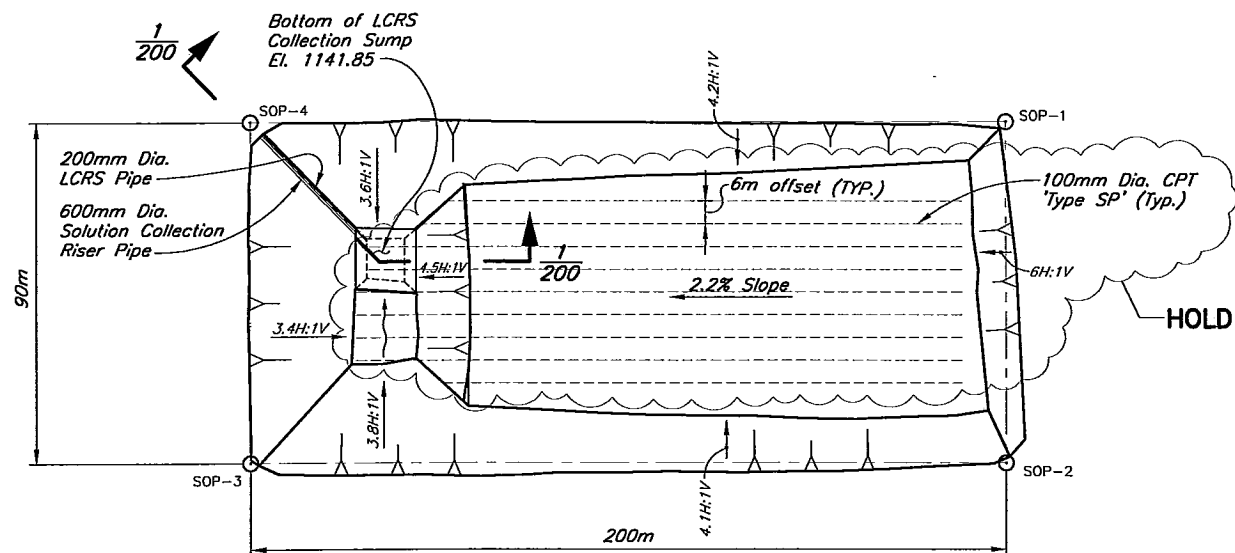 1
200
Bottom of LCRS
Collection Sump
El. 1141.85
SOP-4
4.2H:1V
SOP-1
200mm Dia.
LCRS Pipe
600mm Dia.
Solution Collection
Riser Pipe
3.6H:1V
6m offset (TYP.)
100mm Dia. CPT
'Type SP' (Typ.)
1
200
4.5H:1V
6H:1V
90m
2.2% Slope
HOLD
3.4H:1V
3.8H:1V
4.1H:1V
SOP-3
SOP-2
200m